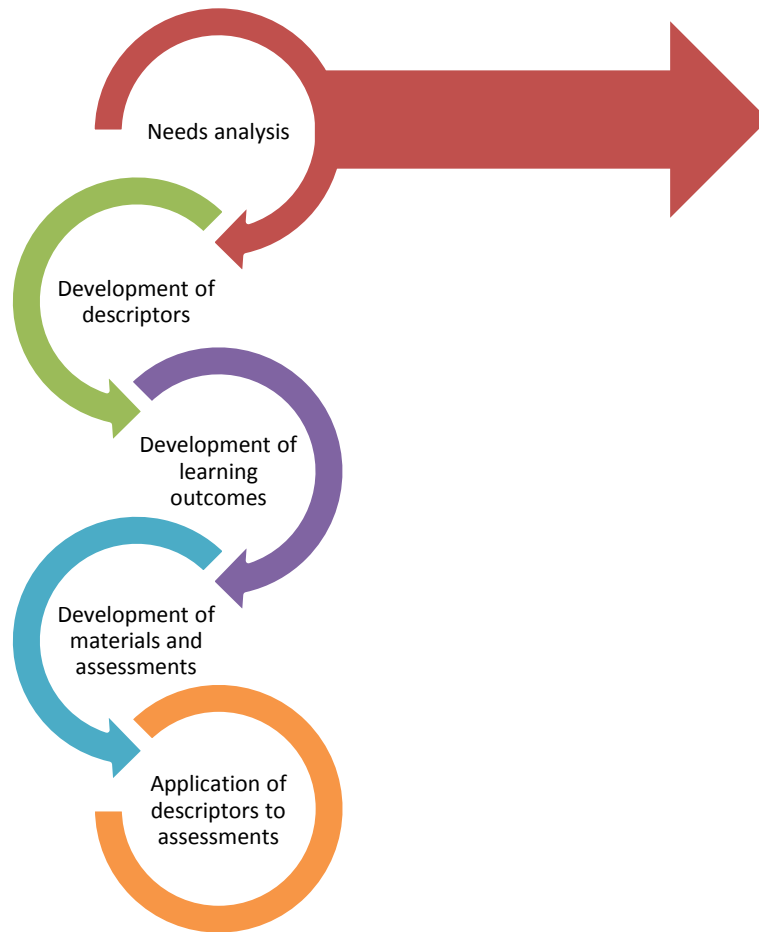 Needs analysis
Development of
descriptors
Development of
learning
outcomes
Development of
materials and
assessments
Application of
descriptors to
assessments